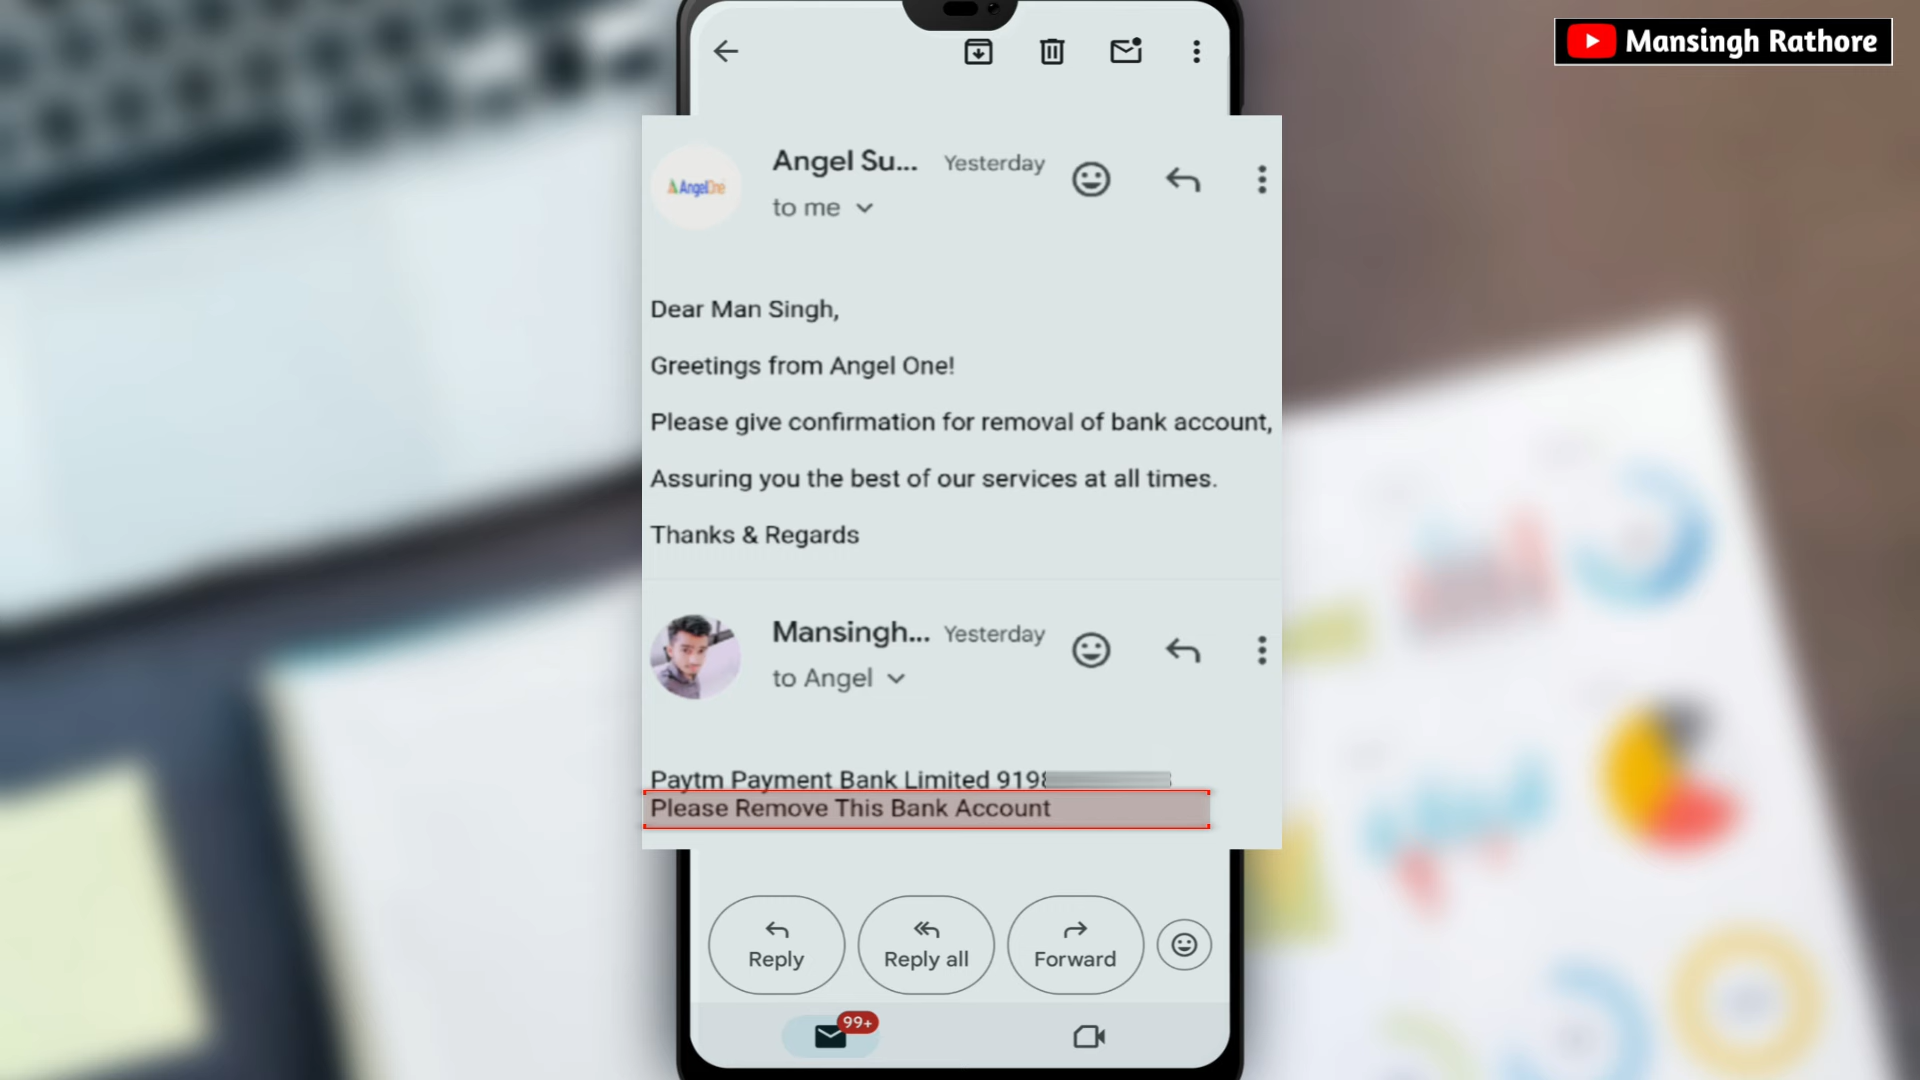 Mansingh Rathore
Angel Su... Yesterday
to me
AngelOne
Dear Man Singh,
Greetings from Angel One!
Please give confirmation for removal of bank account,
Assuring you the best of our services at all times.
Thanks & Regards
Mansingh... Yesterday
to Angel
Paytm Payment Bank Limited 919
Please Remove This Bank Account
Reply Reply all Forward
99+